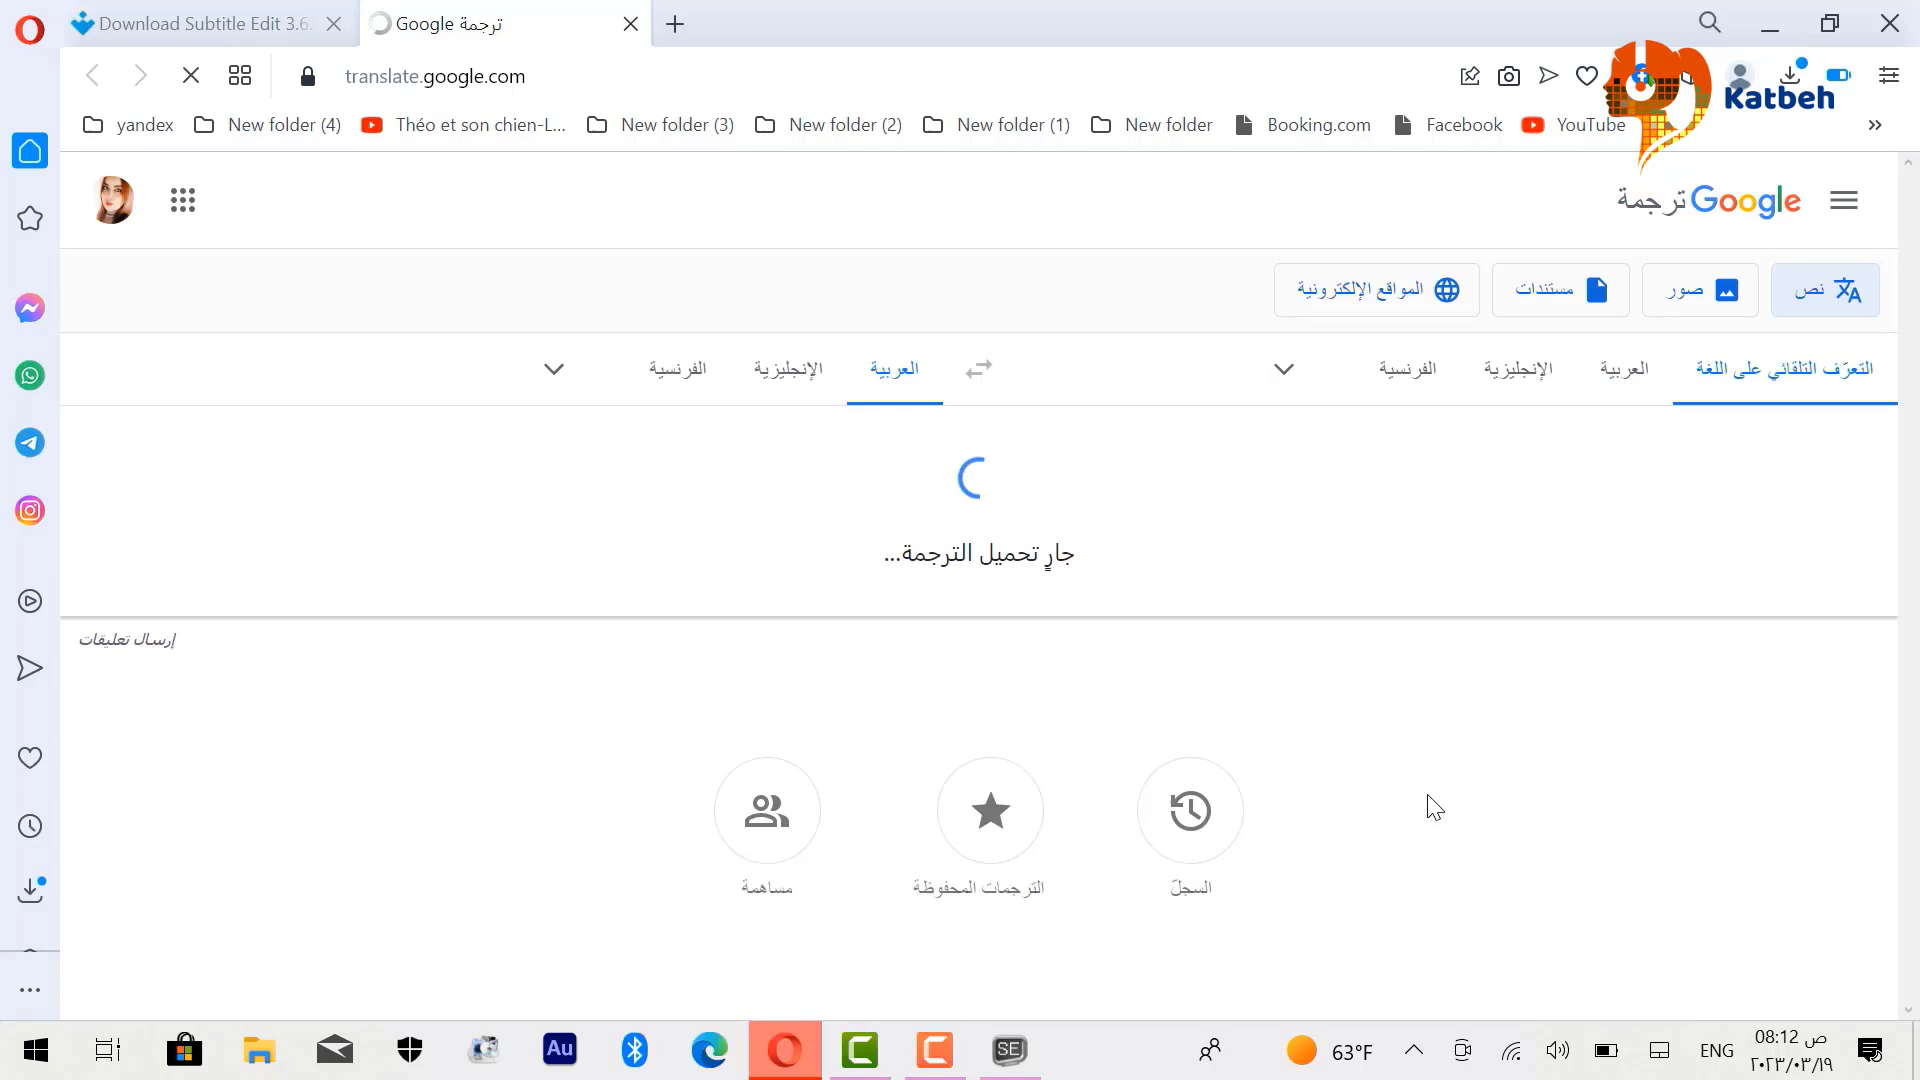 Download Subtitle Edit 3.6.
ترجمة Google
translate.google.com
Katbeh
yandex
New folder (4)
Théo et son chien-L...
New folder (3)
New folder (2)
New folder (1)
New folder
Booking.com
Facebook
YouTube
ترجمة Google
نص
صور
مستندات
المواقع الإلكترونية
التعرّف التلقائي على اللغة
العربية
الإنجليزية
الفرنسية
العربية
الإنجليزية
الفرنسية
جارٍ تحميل الترجمة...
إرسال تعليقات
السجلّ
الترجمات المحفوظة
مساهمة
Au
SE
63°F
ENG
08:12 ص
٢٠٢٣/٠٣/١٩